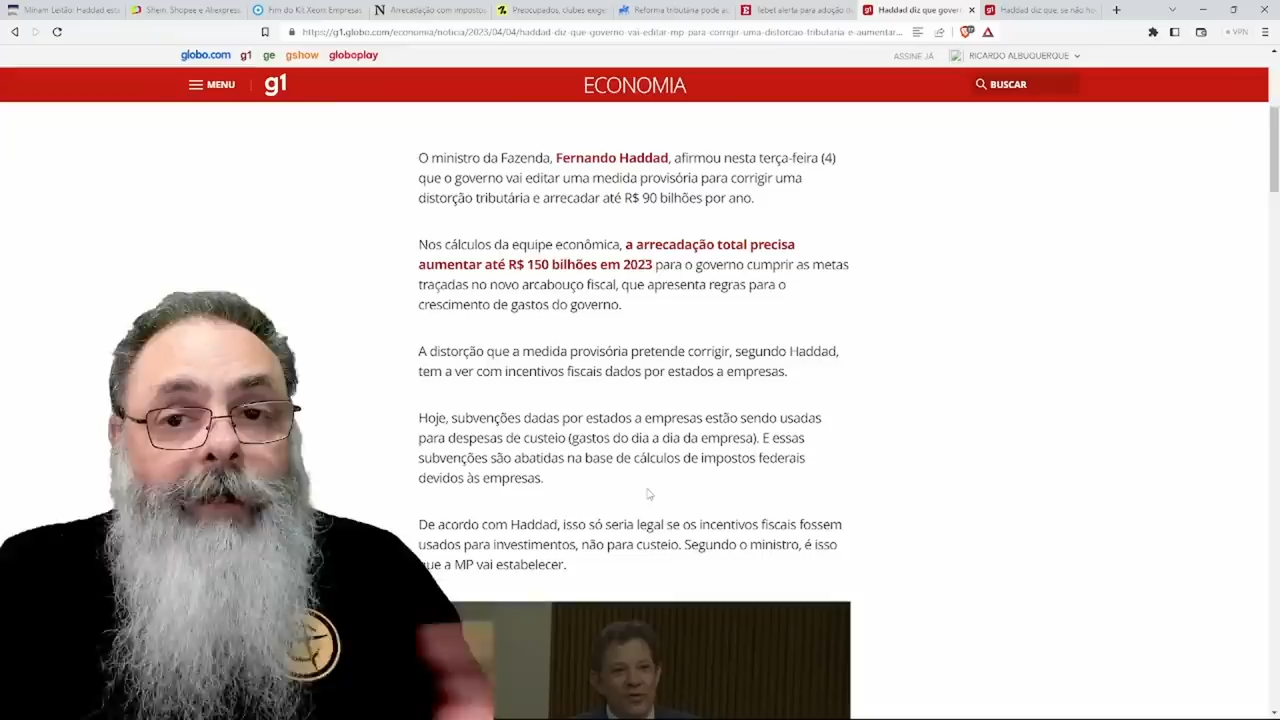 Miriam Leitão: Haddad est
Shein, Shopee e Aliexpres
Fim do Kit Xeon: Empresas
Arrecadação com impostos
Preocupados, clubes exige
Reforma tributária pode au
Tebet alerta para adoção d
Haddad diz que gover
Haddad diz que, se não ho
https://g1.globo.com/economia/noticia/2023/04/04/haddad-diz-que-governo-vai-editar-mp-para-corrigir-uma-distorcao-tributaria-e-aumentar...
VPN
globo.com g1 ge gshow globoplay
ASSINE JÁ
RICARDO ALBUQUERQUE
MENU
g1
ECONOMIA
BUSCAR
O ministro da Fazenda, Fernando Haddad, afirmou nesta terça-feira (4)
que o governo vai editar uma medida provisória para corrigir uma
distorção tributária e arrecadar até R$ 90 bilhões por ano.
Nos cálculos da equipe econômica, a arrecadação total precisa
aumentar até R$ 150 bilhões em 2023 para o governo cumprir as metas
traçadas no novo arcabouço fiscal, que apresenta regras para o
crescimento de gastos do governo.
A distorção que a medida provisória pretende corrigir, segundo Haddad,
tem a ver com incentivos fiscais dados por estados a empresas.
Hoje, subvenções dadas por estados a empresas estão sendo usadas
para despesas de custeio (gastos do dia a dia da empresa). E essas
subvenções são abatidas na base de cálculos de impostos federais
devidos às empresas.
De acordo com Haddad, isso só seria legal se os incentivos fiscais fossem
usados para investimentos, não para custeio. Segundo o ministro, é isso
que a MP vai estabelecer.